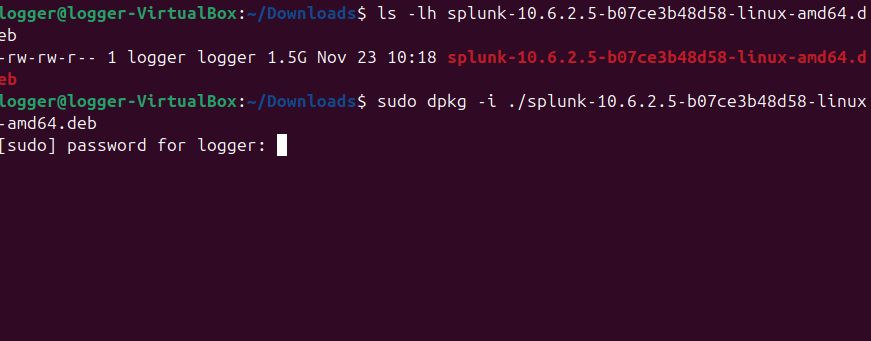 logger@logger-VirtualBox:~/Downloads$ ls -lh splunk-10.6.2.5-b07ce3b48d58-linux-amd64.d
eb
-rw-rw-r-- 1 logger logger 1.5G Nov 23 10:18 splunk-10.6.2.5-b07ce3b48d58-linux-amd64.d
eb
logger@logger-VirtualBox:~/Downloads$ sudo dpkg -i ./splunk-10.6.2.5-b07ce3b48d58-linux
-amd64.deb
[sudo] password for logger: